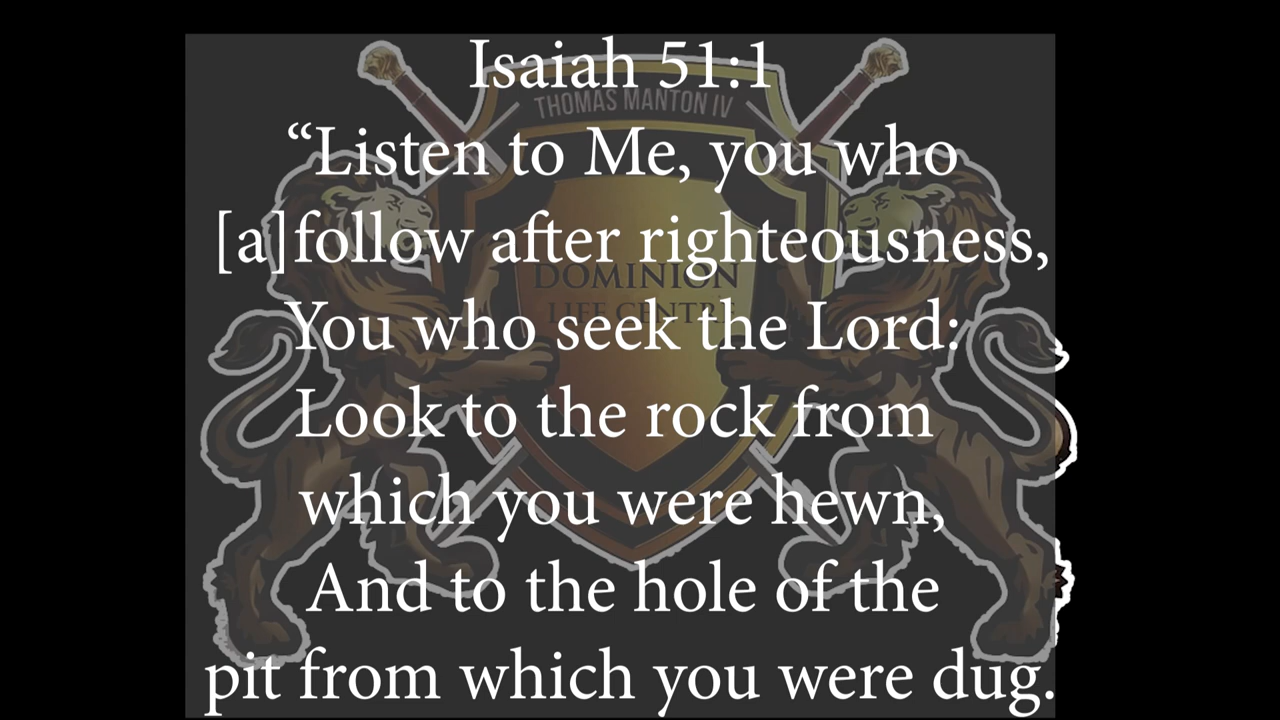 Isaiah 51:1
THOMAS MANTON IV
“Listen to Me, you who
[a]follow after righteousness,
DOMINION
LIFE CENTRE
You who seek the Lord:
Look to the rock from
which you were hewn,
And to the hole of the
pit from which you were dug.